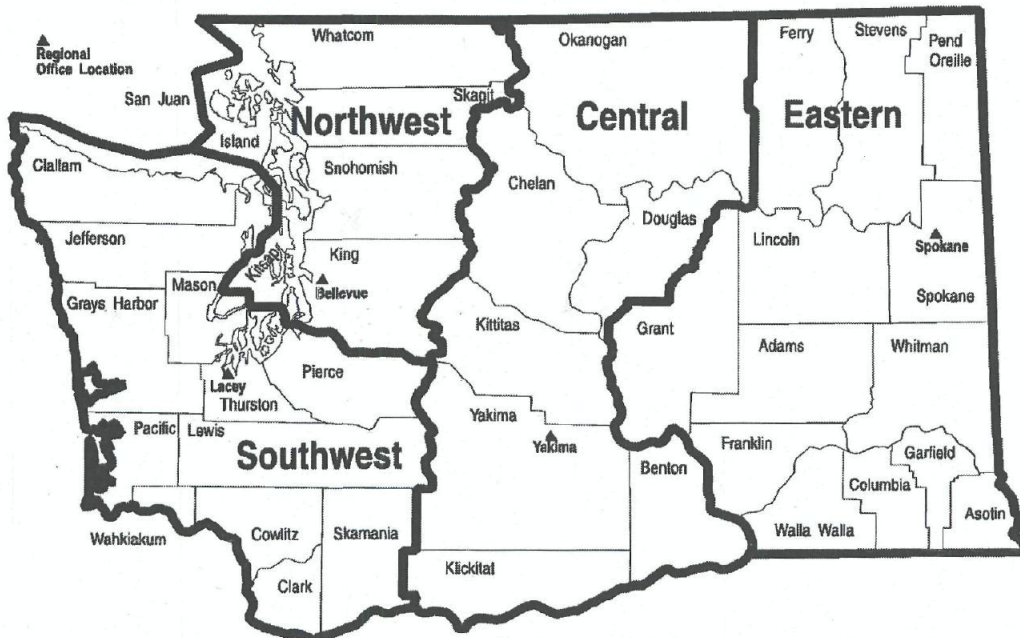 Regional
Office Location
San Juan
Whatcom
Skagit
Northwest
Island
Snohomish
King
Bellevue
Kitsap
Clallam
Jefferson
Grays Harbor
Mason
Lacey
Thurston
Pierce
Pacific
Lewis
Southwest
Wahkiakum
Cowlitz
Clark
Skamania
Okanogan
Central
Chelan
Douglas
Kittitas
Yakima
Yakima
Klickitat
Benton
Ferry
Stevens
Pend
Oreille
Eastern
Lincoln
Spokane
Spokane
Grant
Adams
Whitman
Franklin
Garfield
Columbia
Walla Walla
Asotin